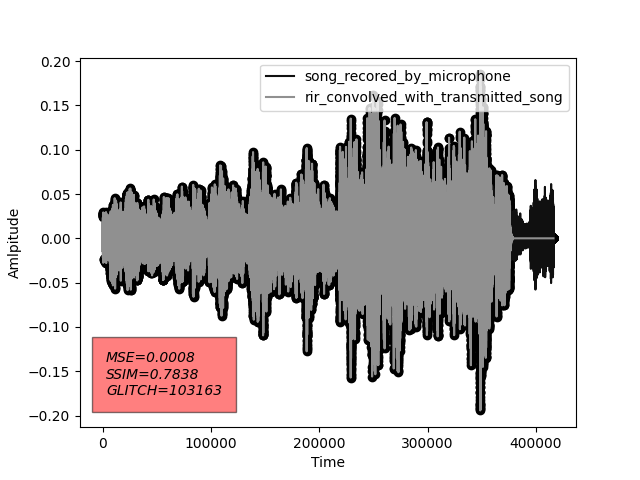 song_recored_by_microphone
rir_convolved_with_transmitted_song
0.20
0.15
0.10
0.05
0.00
−0.05
−0.10
−0.15
−0.20
Amlpitude
MSE=0.0008
SSIM=0.7838
GLITCH=103163
0 100000 200000 300000 400000
Time